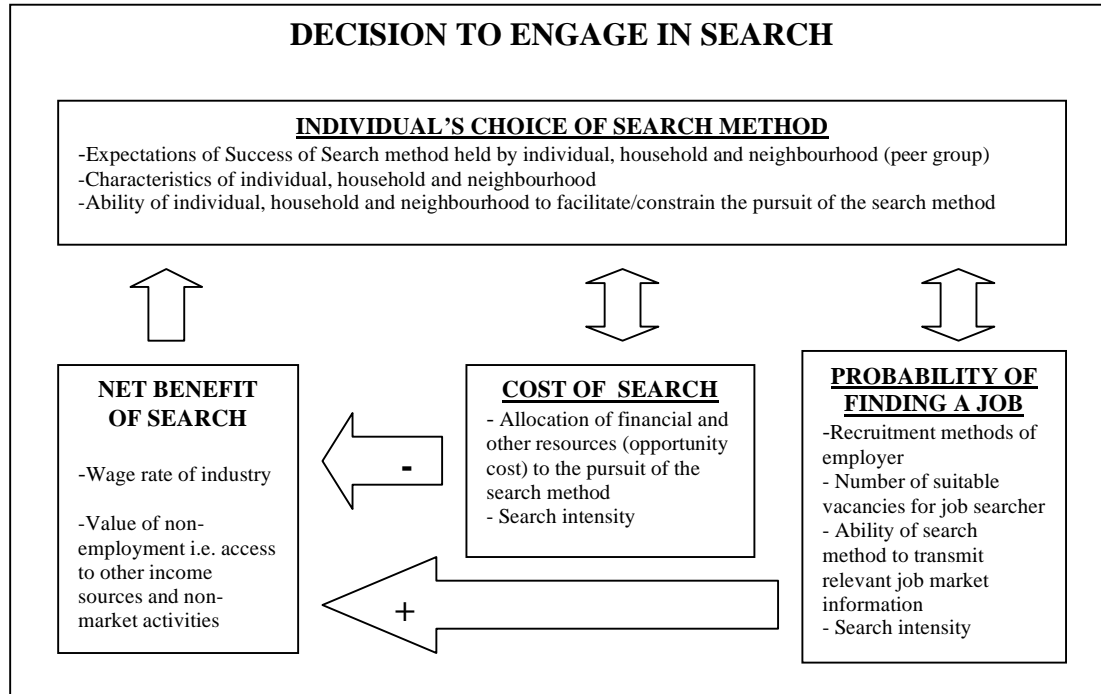 DECISION TO ENGAGE IN SEARCH
INDIVIDUAL'S CHOICE OF SEARCH METHOD
-Expectations of Success of Search method held by individual, household and neighbourhood (peer group)
-Characteristics of individual, household and neighbourhood
-Ability of individual, household and neighbourhood to facilitate/constrain the pursuit of the search method
NET BENEFIT
OF SEARCH
-Wage rate of industry
-Value of non-
employment i.e. access
to other income
sources and non-
market activities
-
+
COST OF SEARCH
- Allocation of financial and
other resources (opportunity
cost) to the pursuit of the
search method
- Search intensity
PROBABILITY OF
FINDING A JOB
-Recruitment methods of
employer
- Number of suitable
vacancies for job searcher
- Ability of search
method to transmit
relevant job market
information
- Search intensity